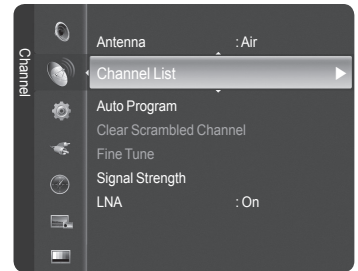 Channel
Antenna : Air
Channel List
Auto Program
Clear Scrambled Channel
Fine Tune
Signal Strength
LNA : On